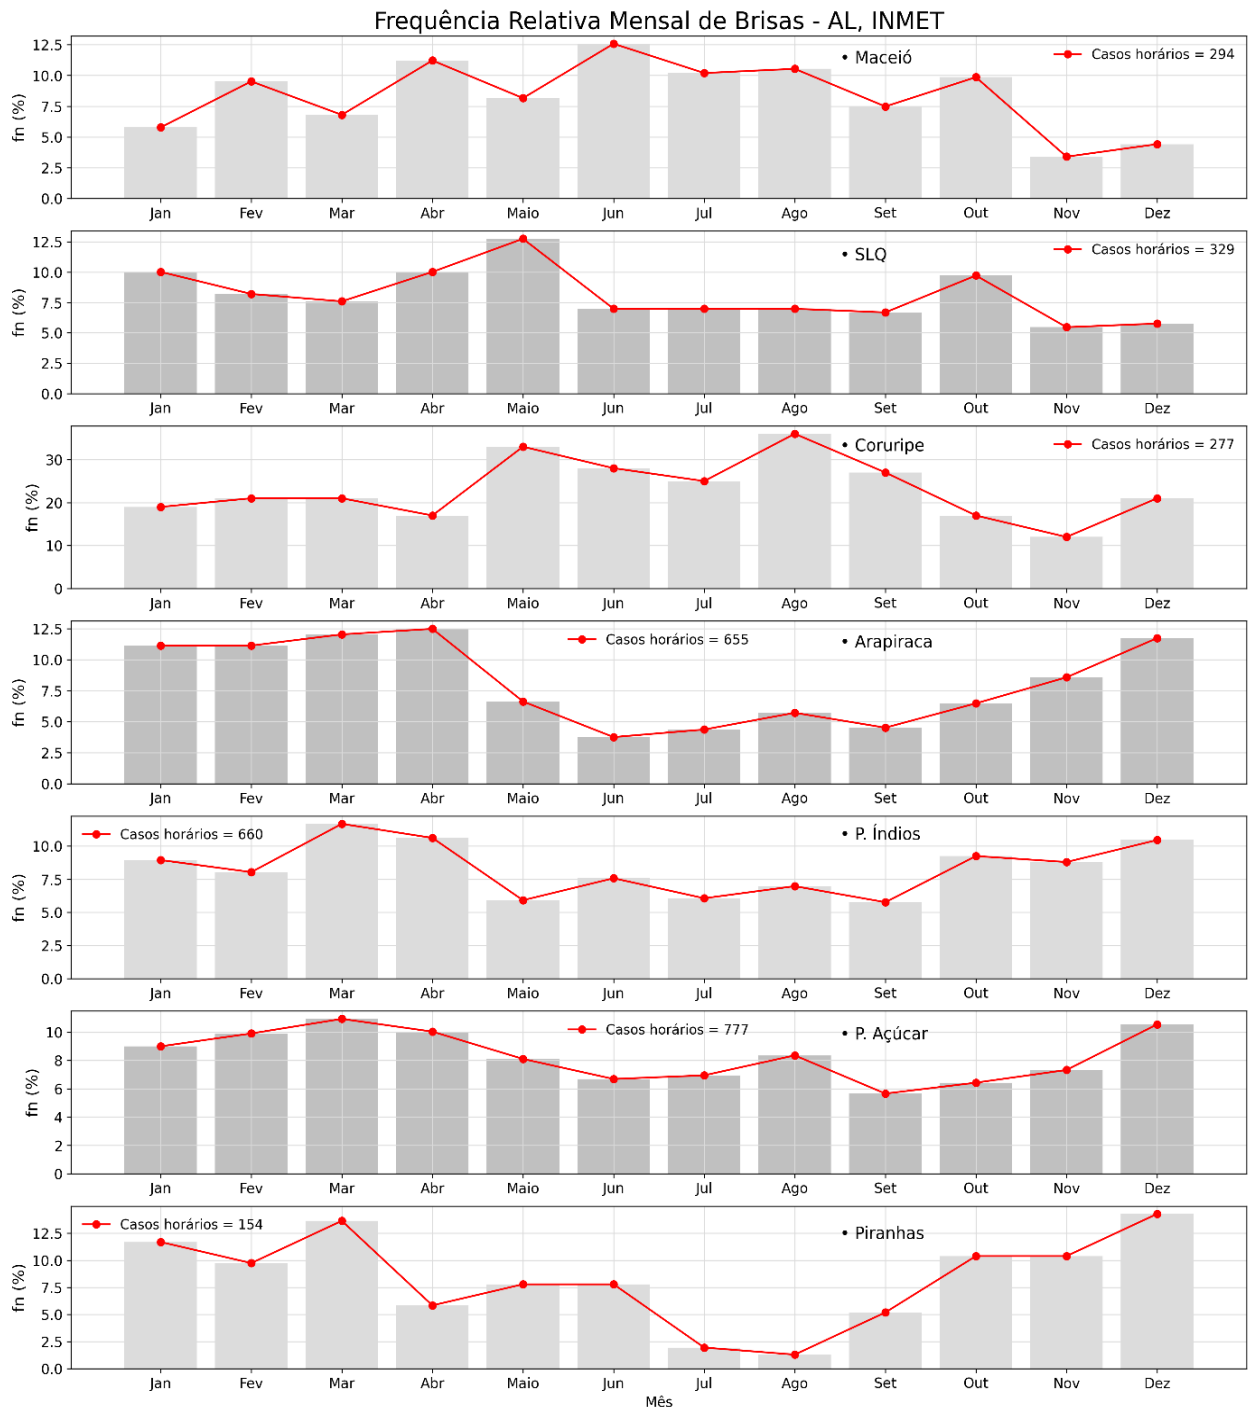 Frequência Relativa Mensal de Brisas - AL, INMET
fn (%)
12.5
10.0
7.5
5.0
2.5
0.0
• Maceió
Casos horários = 294
Jan Fev Mar Abr Maio Jun Jul Ago Set Out Nov Dez
fn (%)
12.5
10.0
7.5
5.0
2.5
0.0
• SLQ
Casos horários = 329
Jan Fev Mar Abr Maio Jun Jul Ago Set Out Nov Dez
fn (%)
30
20
10
0
• Coruripe
Casos horários = 277
Jan Fev Mar Abr Maio Jun Jul Ago Set Out Nov Dez
fn (%)
12.5
10.0
7.5
5.0
2.5
0.0
Casos horários = 655
• Arapiraca
Jan Fev Mar Abr Maio Jun Jul Ago Set Out Nov Dez
fn (%)
10.0
7.5
5.0
2.5
0.0
Casos horários = 660
• P. Índios
Jan Fev Mar Abr Maio Jun Jul Ago Set Out Nov Dez
fn (%)
10
8
6
4
2
0
Casos horários = 777
• P. Açúcar
Jan Fev Mar Abr Maio Jun Jul Ago Set Out Nov Dez
fn (%)
12.5
10.0
7.5
5.0
2.5
0.0
Casos horários = 154
• Piranhas
Jan Fev Mar Abr Maio Jun Jul Ago Set Out Nov Dez
Mês